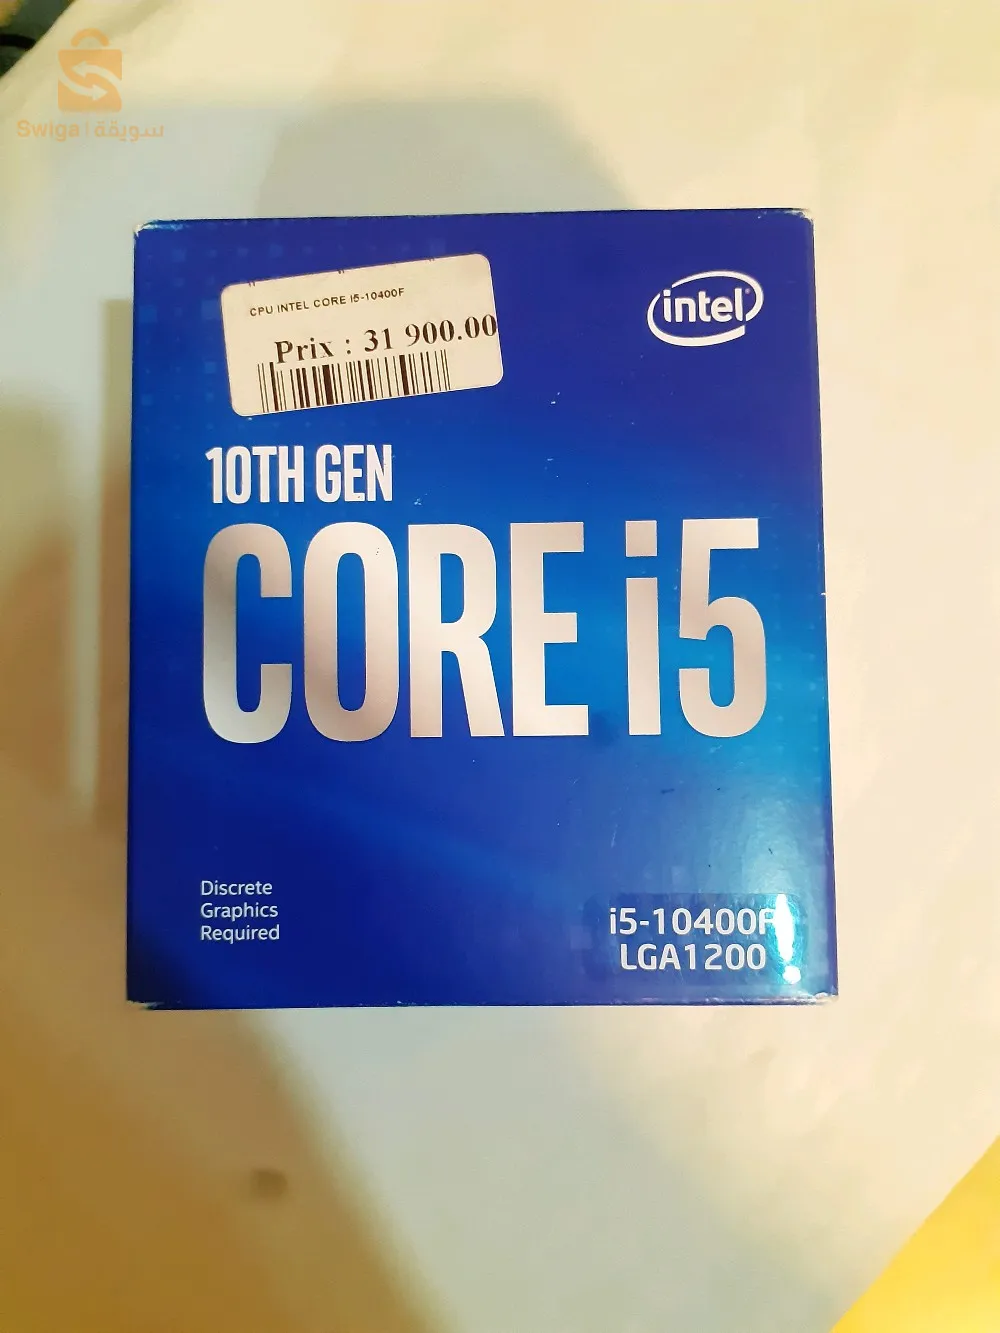 Swiga | سويقة
CPU INTEL CORE I5-10400F
Prix : 31 900.00
intel
10TH GEN
CORE i5
Discrete
Graphics
Required
i5-10400F
LGA1200